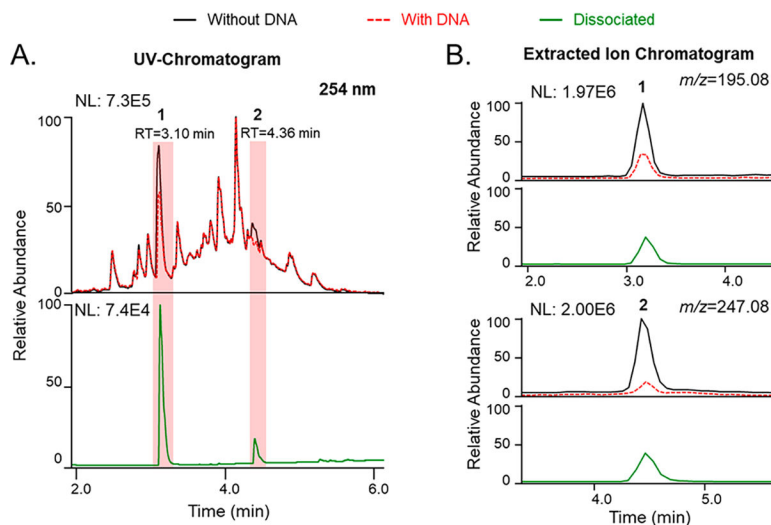 Without DNA With DNA Dissociated
A.
UV-Chromatogram
NL: 7.3E5
254 nm
1
RT=3.10 min
2
RT=4.36 min
Relative Abundance
100
50
0
NL: 7.4E4
Relative Abundance
100
50
0
2.0 4.0 6.0
Time (min)
B.
Extracted Ion Chromatogram
NL: 1.97E6 1 m/z=195.08
Relative Abundance
100
50
0
100
50
0
2.0 3.0 4.0
NL: 2.00E6 2 m/z=247.08
Relative Abundance
100
50
0
100
50
0
4.0 5.0
Time (min)